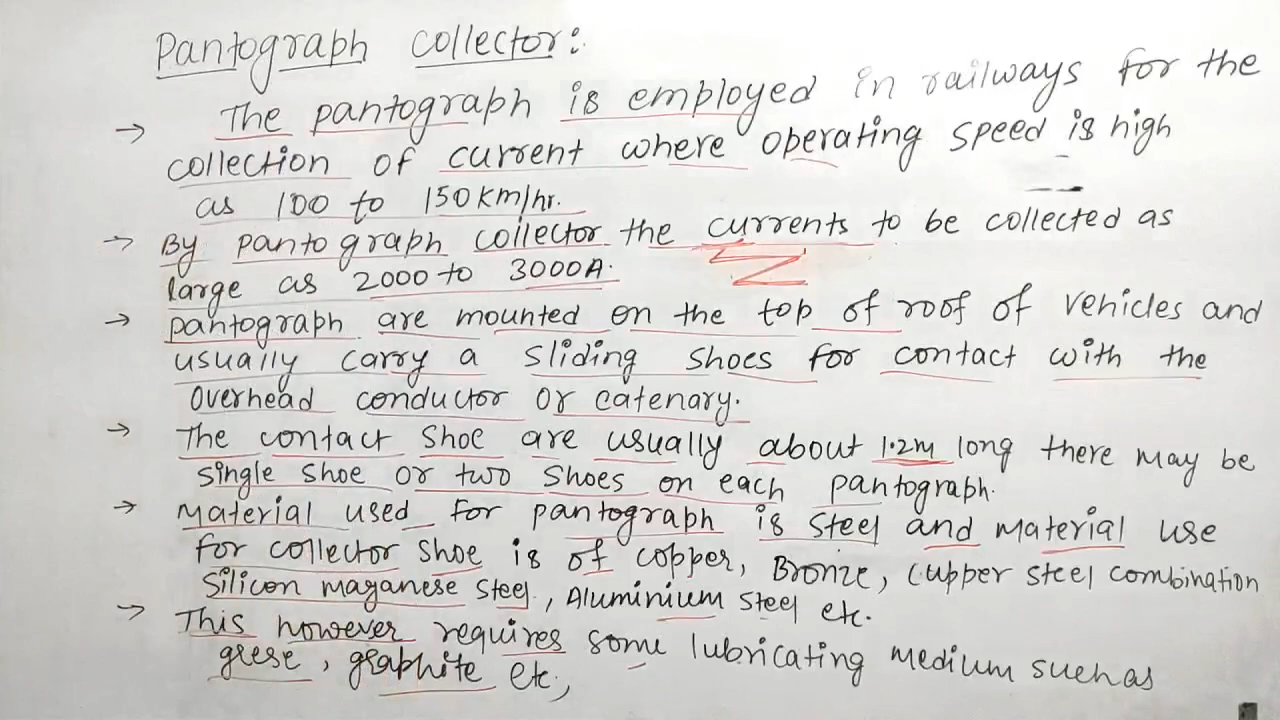 Pantograph collector:
→ The pantograph is employed in railways for the
collection of current where operating speed is high
as 100 to 150 km/hr.
→ By pantograph collector the currents to be collected as
large as 2000 to 3000A.
→ pantograph are mounted on the top of roof of vehicles and
usually carry a sliding shoes for contact with the
overhead conductor or catenary.
→ The contact shoe are usually about 1.2m long there may be
single shoe or two shoes on each pantograph.
→ Material used for pantograph is steel and material use
for collector shoe is of copper, Bronze, Cupper steel combination
silicon maganese steel, Aluminium steel etc.
→ This however requires some lubricating medium such as
grese, graphite etc,